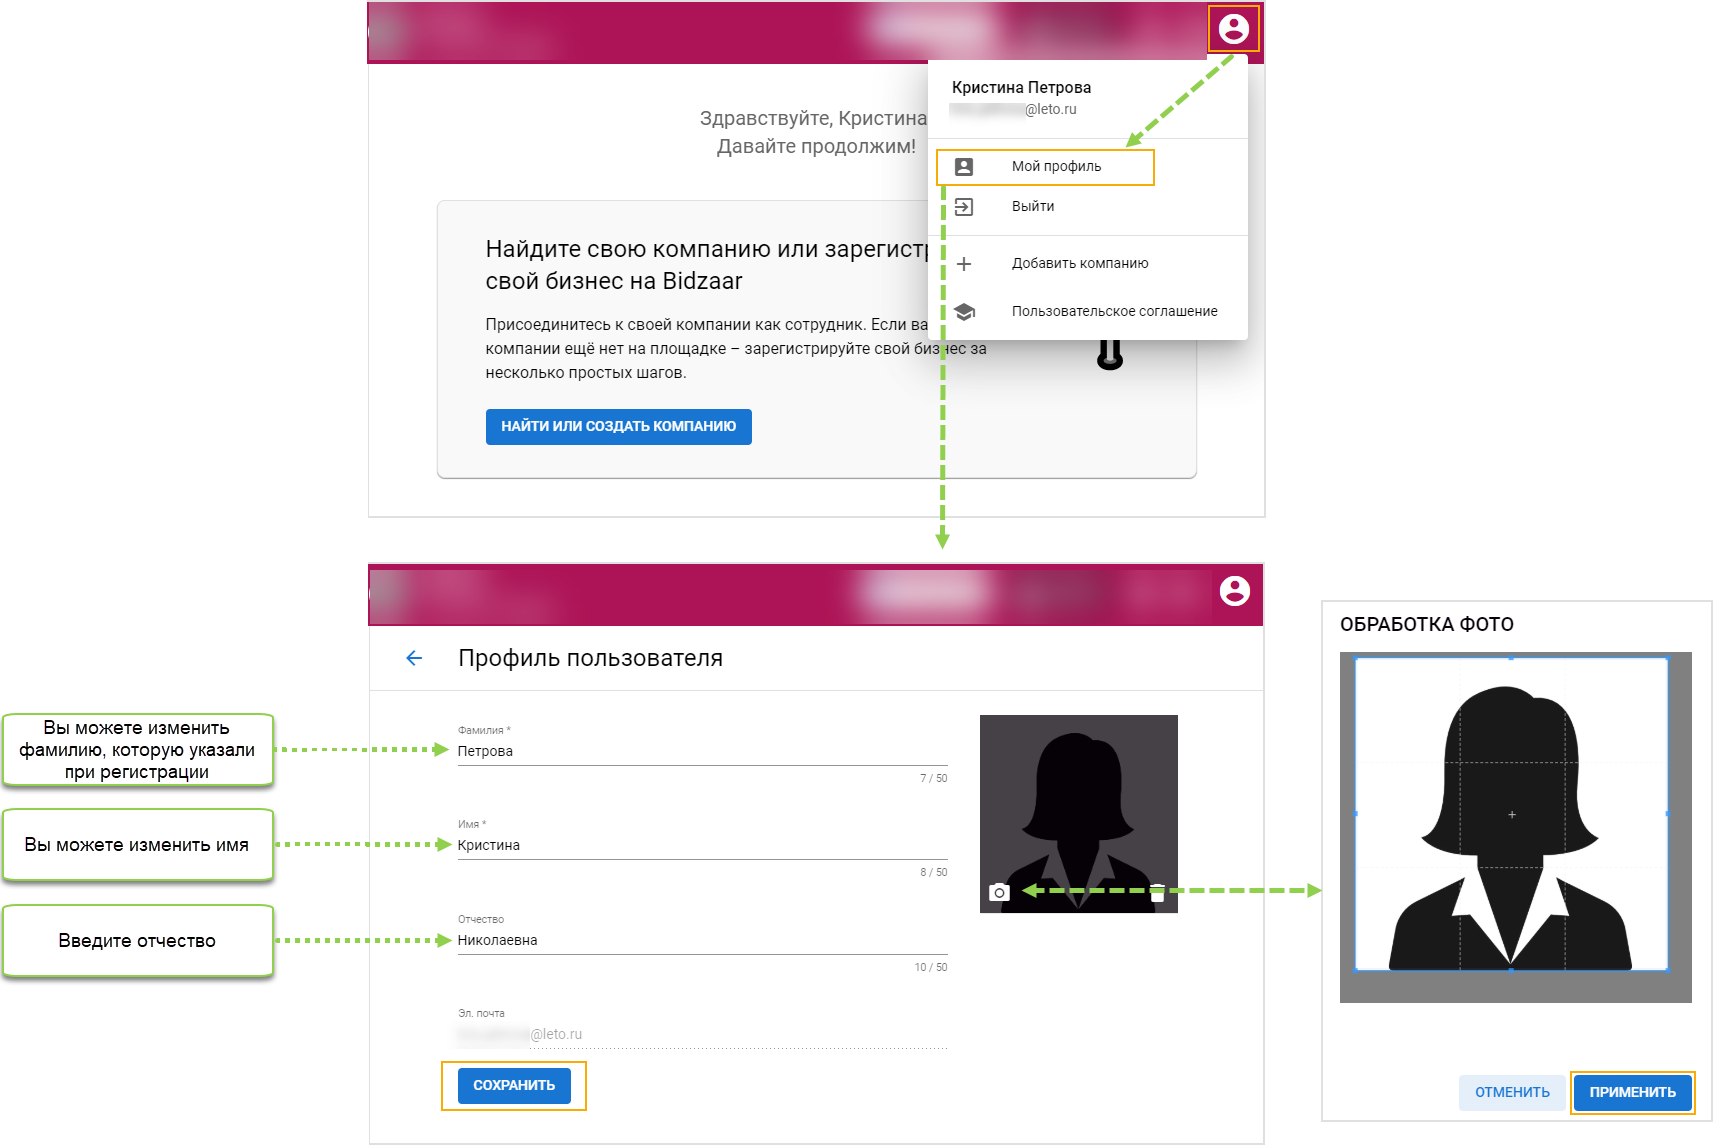 Кристина Петрова
@leto.ru
Здравствуйте, Кристина
Давайте продолжим!
Мой профиль
Выйти
Добавить компанию
Пользовательское соглашение
Найдите свою компанию или зарегистр
свой бизнес на Bidzaar
Присоединитесь к своей компании как сотрудник. Если ва
компании ещё нет на площадке – зарегистрируйте свой бизнес за
несколько простых шагов.
НАЙТИ ИЛИ СОЗДАТЬ КОМПАНИЮ
Профиль пользователя
Вы можете изменить
фамилию, которую указали
при регистрации
Фамилия *
Петрова
7 / 50
Вы можете изменить имя
Имя *
Кристина
8 / 50
Введите отчество
Отчество
Николаевна
10 / 50
Эл. почта
@leto.ru
СОХРАНИТЬ
ОБРАБОТКА ФОТО
ОТМЕНИТЬ
ПРИМЕНИТЬ